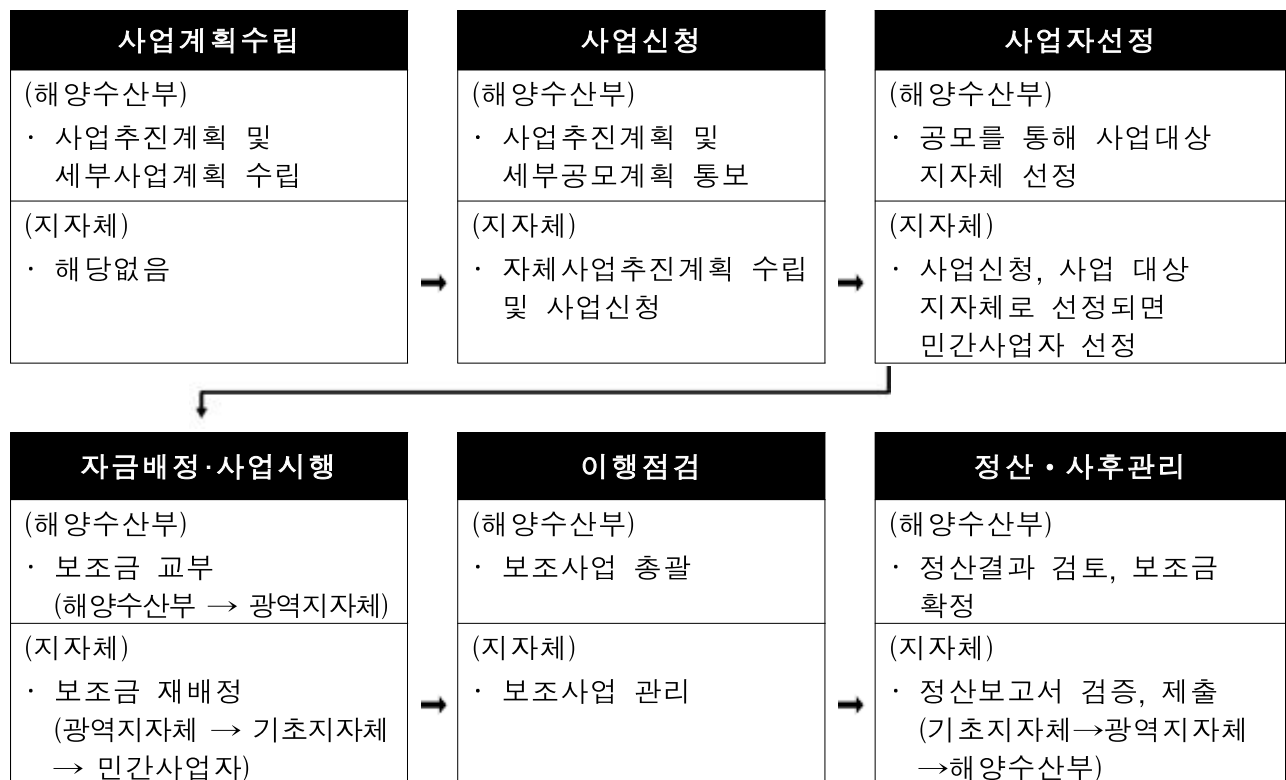 사업계획수립
(해양수산부)
· 사업추진계획 및
세부사업계획 수립
(지자체)
· 해당없음
➡
사업신청
(해양수산부)
· 사업추진계획 및
세부공모계획 통보
(지자체)
· 자체사업추진계획 수립
및 사업신청
➡
사업자선정
(해양수산부)
· 공모를 통해 사업대상
지자체 선정
(지자체)
· 사업신청, 사업 대상
지자체로 선정되면
민간사업자 선정
자금배정·사업시행
(해양수산부)
· 보조금 교부
(해양수산부 → 광역지자체)
(지자체)
· 보조금 재배정
(광역지자체 → 기초지자체
→ 민간사업자)
➡
이행점검
(해양수산부)
· 보조사업 총괄
(지자체)
· 보조사업 관리
➡
정산・사후관리
(해양수산부)
· 정산결과 검토, 보조금
확정
(지자체)
· 정산보고서 검증, 제출
(기초지자체→광역지자체
→해양수산부)